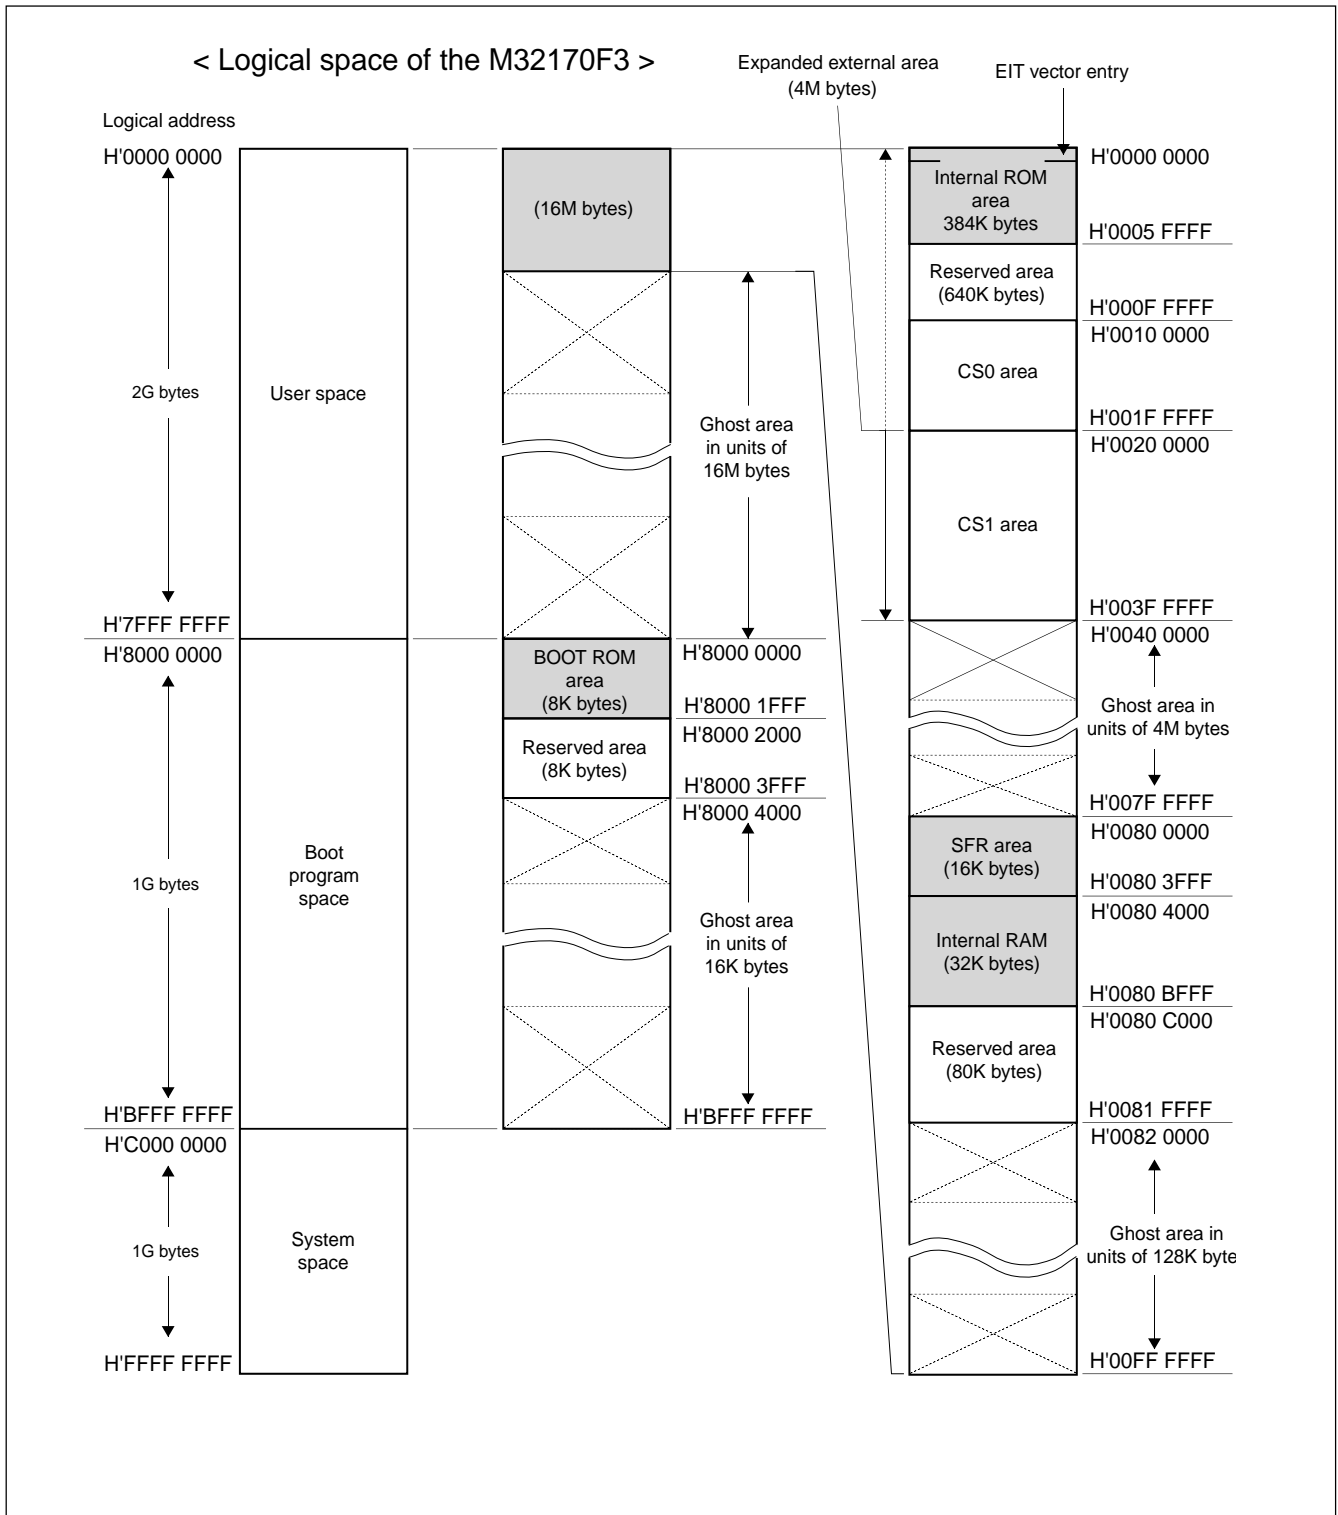 < Logical space of the M32170F3 >
Expanded external area
(4M bytes)
EIT vector entry
Logical address
H'0000 0000
2G bytes
H'7FFF FFFF
H'8000 0000
1G bytes
H'BFFF FFFF
H'C000 0000
1G bytes
H'FFFF FFFF
User space
Boot
program
space
System
space
(16M bytes)
Ghost area
in units of
16M bytes
BOOT ROM
area
(8K bytes)
Reserved area
(8K bytes)
H'8000 0000
H'8000 1FFF
H'8000 2000
H'8000 3FFF
H'8000 4000
Ghost area
in units of
16K bytes
H'BFFF FFFF
Internal ROM
area
384K bytes
Reserved area
(640K bytes)
CS0 area
CS1 area
SFR area
(16K bytes)
Internal RAM
(32K bytes)
Reserved area
(80K bytes)
H'0000 0000
H'0005 FFFF
H'000F FFFF
H'0010 0000
H'001F FFFF
H'0020 0000
H'003F FFFF
H'0040 0000
Ghost area in
units of 4M bytes
H'007F FFFF
H'0080 0000
H'0080 3FFF
H'0080 4000
H'0080 BFFF
H'0080 C000
H'0081 FFFF
H'0082 0000
Ghost area in
units of 128K byte
H'00FF FFFF